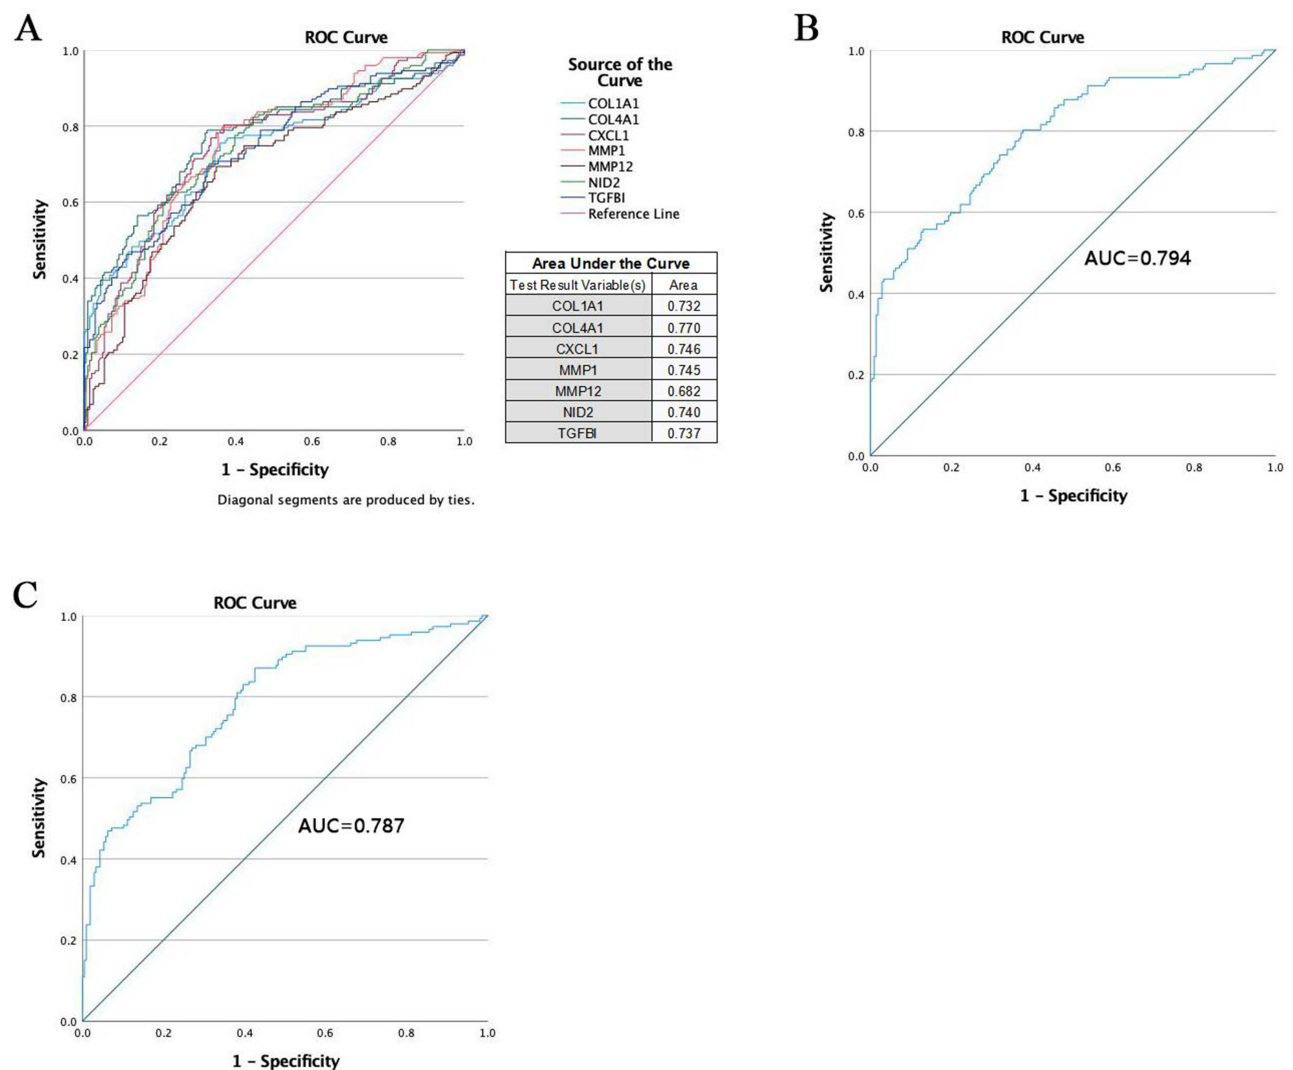 A
ROC Curve
Sensitivity
1.0
0.8
0.6
0.4
0.2
0.0
0.0 0.2 0.4 0.6 0.8 1.0
1 – Specificity
Diagonal segments are produced by ties.
Source of the
Curve
COL1A1
COL4A1
CXCL1
MMP1
MMP12
NID2
TGFBI
Reference Line
Area Under the Curve
Test Result Variable(s) Area
COL1A1 0.732
COL4A1 0.770
CXCL1 0.746
MMP1 0.745
MMP12 0.682
NID2 0.740
TGFBI 0.737
B
ROC Curve
Sensitivity
1.0
0.8
0.6
0.4
0.2
0.0
AUC=0.794
0.0 0.2 0.4 0.6 0.8 1.0
1 – Specificity
C
ROC Curve
Sensitivity
1.0
0.8
0.6
0.4
0.2
0.0
AUC=0.787
0.0 0.2 0.4 0.6 0.8 1.0
1 – Specificity